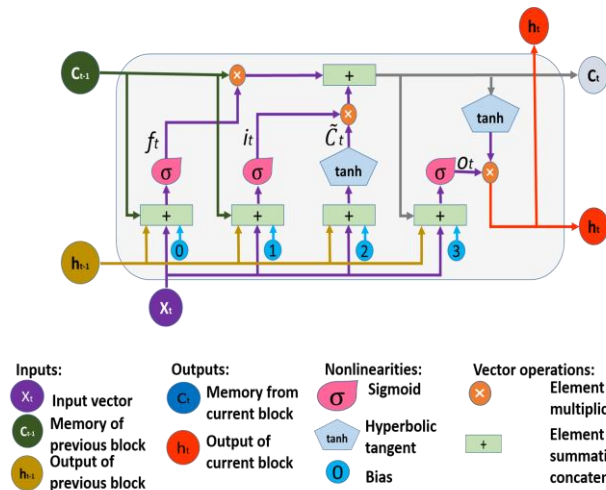 hₜ
Cₜ₋₁
×
+
Cₜ
fₜ
iₜ
×
C̃ₜ
tanh
σ
σ
tanh
σ
oₜ
×
+
+
+
+
hₜ
0
1
2
3
hₜ₋₁
Xₜ
Inputs:
Xₜ
Input vector
Cₜ₋₁
Memory of
previous block
hₜ₋₁
Output of
previous block
Outputs:
Cₜ
Memory from
current block
hₜ
Output of
current block
Nonlinearities:
σ
Sigmoid
tanh
Hyperbolic
tangent
0
Bias
Vector operations:
×
Element
multiplic
+
Element
summati
concaten